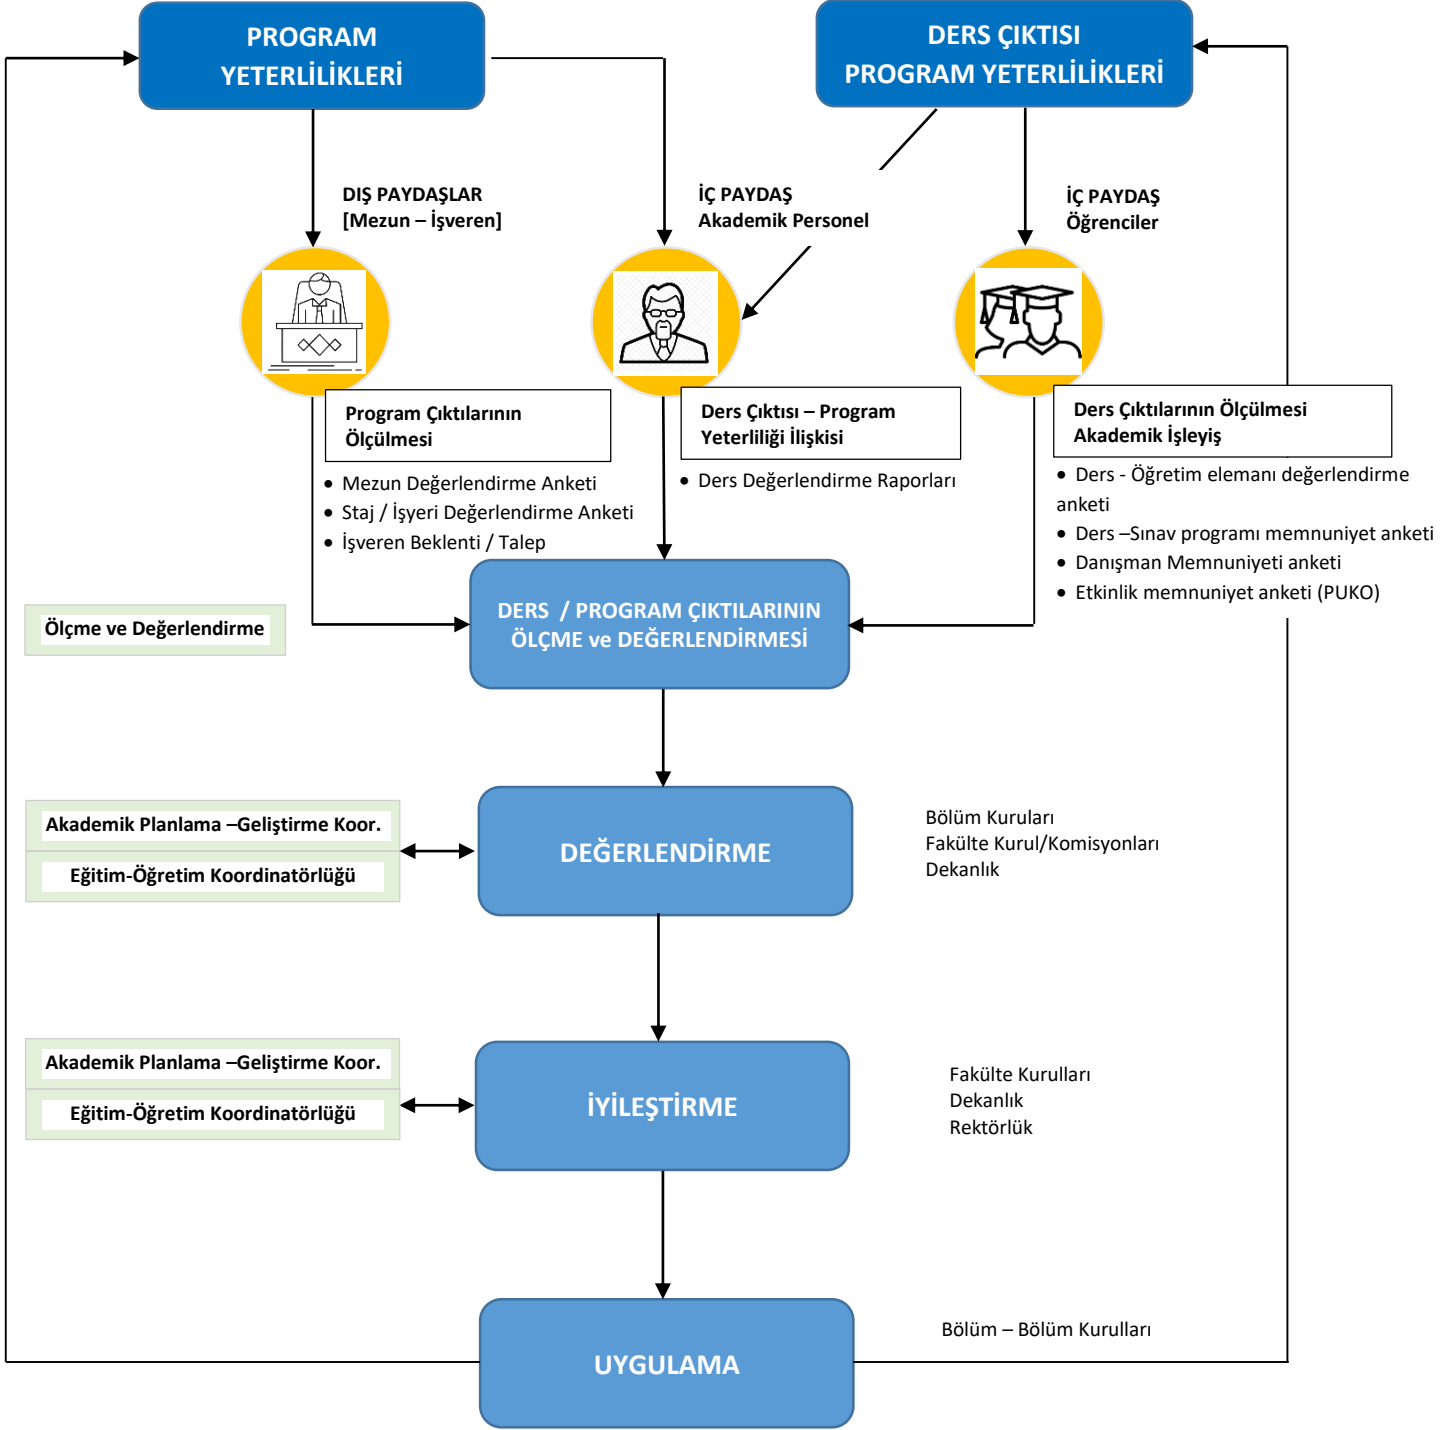 PROGRAM
YETERLİLİKLERİ
DERS ÇIKTISI
PROGRAM YETERLİLİKLERİ
DIŞ PAYDAŞLAR
[Mezun – İşveren]
İÇ PAYDAŞ
Akademik Personel
İÇ PAYDAŞ
Öğrenciler
Program Çıktılarının
Ölçülmesi
• Mezun Değerlendirme Anketi
• Staj / İşyeri Değerlendirme Anketi
• İşveren Beklenti / Talep
Ders Çıktısı – Program
Yeterliliği İlişkisi
• Ders Değerlendirme Raporları
Ders Çıktılarının Ölçülmesi
Akademik İşleyiş
• Ders - Öğretim elemanı değerlendirme
anketi
• Ders –Sınav programı memnuniyet anketi
• Danışman Memnuniyeti anketi
• Etkinlik memnuniyet anketi (PUKO)
Ölçme ve Değerlendirme
DERS / PROGRAM ÇIKTILARININ
ÖLÇME ve DEĞERLENDİRMESİ
Akademik Planlama –Geliştirme Koor.
Eğitim-Öğretim Koordinatörlüğü
DEĞERLENDİRME
Bölüm Kuruları
Fakülte Kurul/Komisyonları
Dekanlık
Akademik Planlama –Geliştirme Koor.
Eğitim-Öğretim Koordinatörlüğü
İYİLEŞTİRME
Fakülte Kurulları
Dekanlık
Rektörlük
UYGULAMA
Bölüm – Bölüm Kurulları